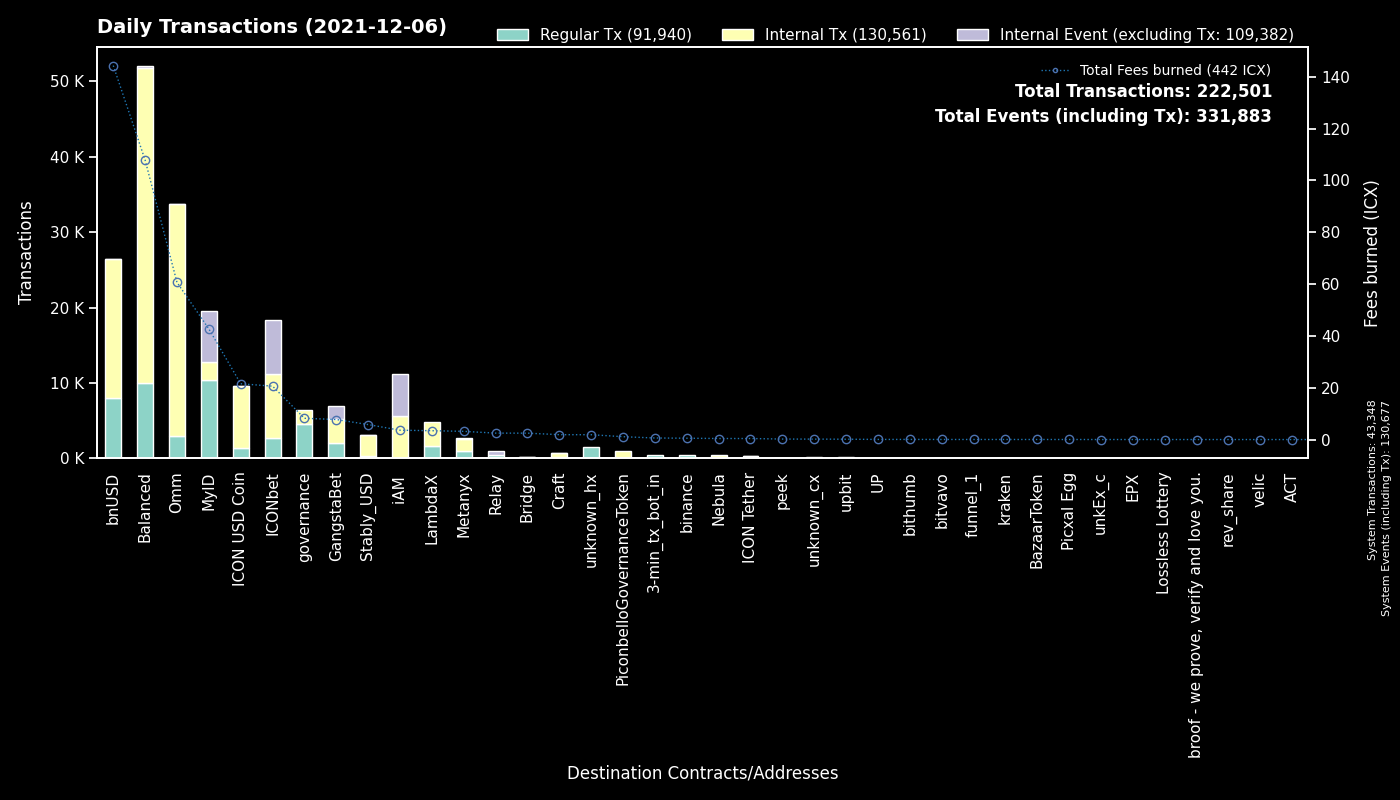 Daily Transactions (2021-12-06)
Regular Tx (91,940)
Internal Tx (130,561)
Internal Event (excluding Tx: 109,382)
Total Fees burned (442 ICX)
Total Transactions: 222,501
Total Events (including Tx): 331,883
Transactions
50 K
40 K
30 K
20 K
10 K
0 K
140
120
100
80
60
40
20
0
Fees burned (ICX)
System Transactions: 43,348
System Events (including Tx): 130,677
bnUSD
Balanced
Omm
MyID
ICON USD Coin
ICONbet
governance
GangstaBet
Stably_USD
iAM
LambdaX
Metanyx
Relay
Bridge
Craft
unknown_hx
PiconbelloGovernanceToken
3-min_tx_bot_in
binance
Nebula
ICON Tether
peek
unknown_cx
upbit
UP
bithumb
bitvavo
funnel_1
kraken
BazaarToken
Picxal Egg
unkEx_c
EPX
Lossless Lottery
broof - we prove, verify and love you.
rev_share
velic
ACT
Destination Contracts/Addresses